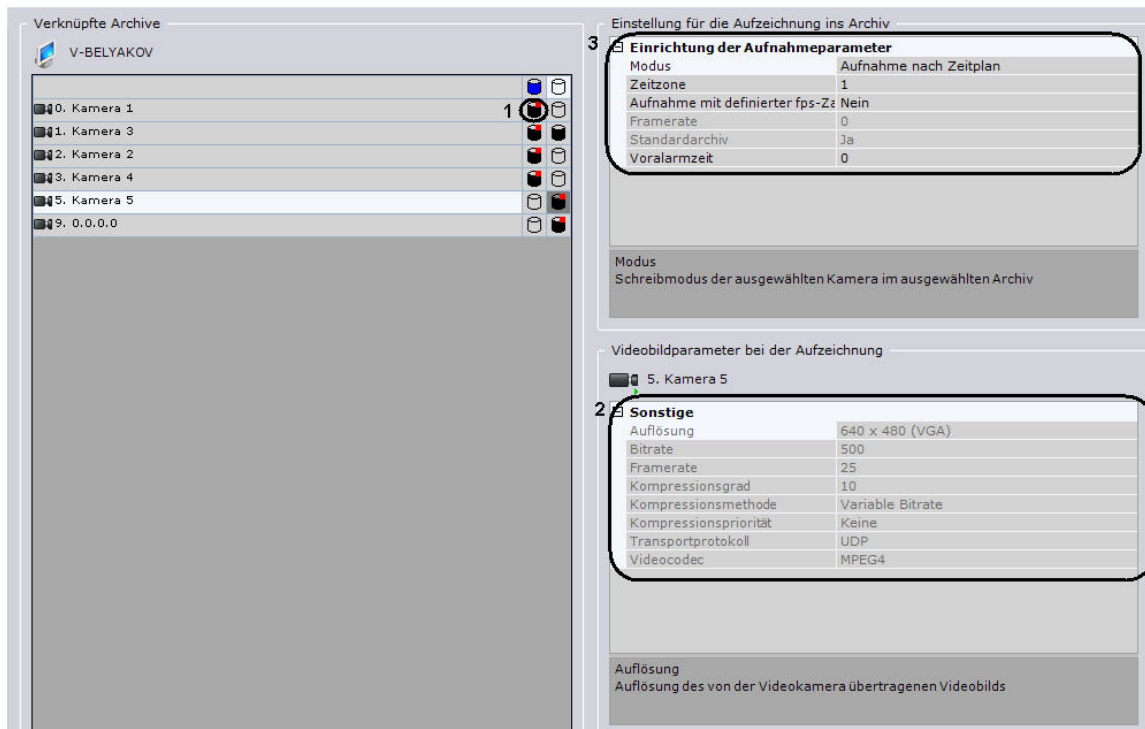 Verknüpfte Archive
V-BELYAKOV
0. Kamera 1
1
1. Kamera 3
2. Kamera 2
3. Kamera 4
5. Kamera 5
9. 0.0.0.0
Einstellung für die Aufzeichnung ins Archiv
3
Einrichtung der Aufnahmeparameter
Modus Aufnahme nach Zeitplan
Zeitzone 1
Aufnahme mit definierter fps-Za Nein
Framerate 0
Standardarchiv Ja
Voralarmzeit 0
Modus
Schreibmodus der ausgewählten Kamera im ausgewählten Archiv
Videobildparameter bei der Aufzeichnung
5. Kamera 5
2
Sonstige
Auflösung 640 x 480 (VGA)
Bitrate 500
Framerate 25
Kompressionsgrad 10
Kompressionsmethode Variable Bitrate
Kompressionspriorität Keine
Transportprotokoll UDP
Videocodec MPEG4
Auflösung
Auflösung des von der Videokamera übertragenen Videobilds